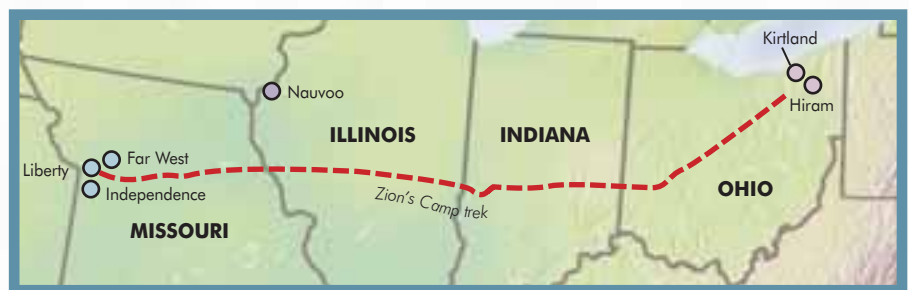 Kirtland
Hiram
Nauvoo
ILLINOIS
INDIANA
Far West
Liberty
Independence
Zion's Camp trek
OHIO
MISSOURI